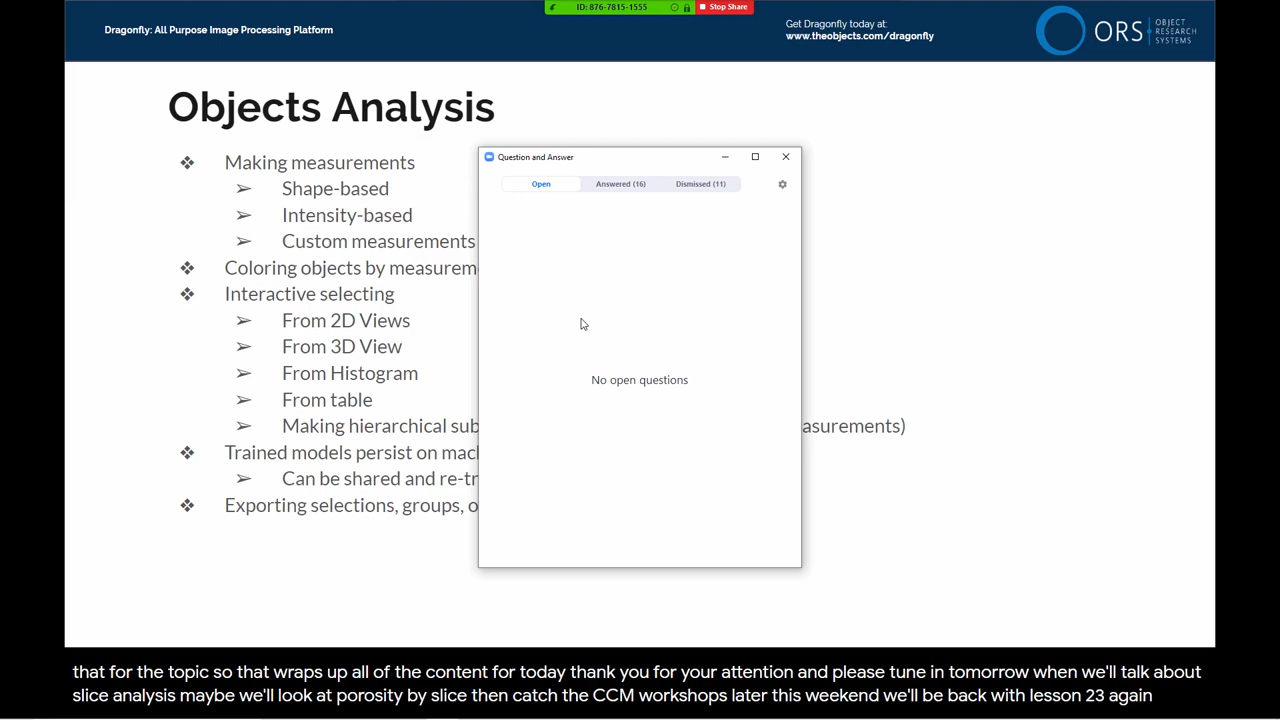 ID: 876-7815-1555
Stop Share
Dragonfly: All Purpose Image Processing Platform
Get Dragonfly today at:
www.theobjects.com/dragonfly
ORS
OBJECT
RESEARCH
SYSTEMS
Objects Analysis
Making measurements
Shape-based
Intensity-based
Custom measurements
Coloring objects by measurem
Interactive selecting
From 2D Views
From 3D View
From Histogram
From table
Making hierarchical sub
asurements)
Trained models persist on mac
Can be shared and re-tr
Exporting selections, groups, o
Question and Answer
Open
Answered (16)
Dismissed (11)
No open questions
that for the topic so that wraps up all of the content for today thank you for your attention and please tune in tomorrow when we'll talk about
slice analysis maybe we'll look at porosity by slice then catch the CCM workshops later this weekend we'll be back with lesson 23 again